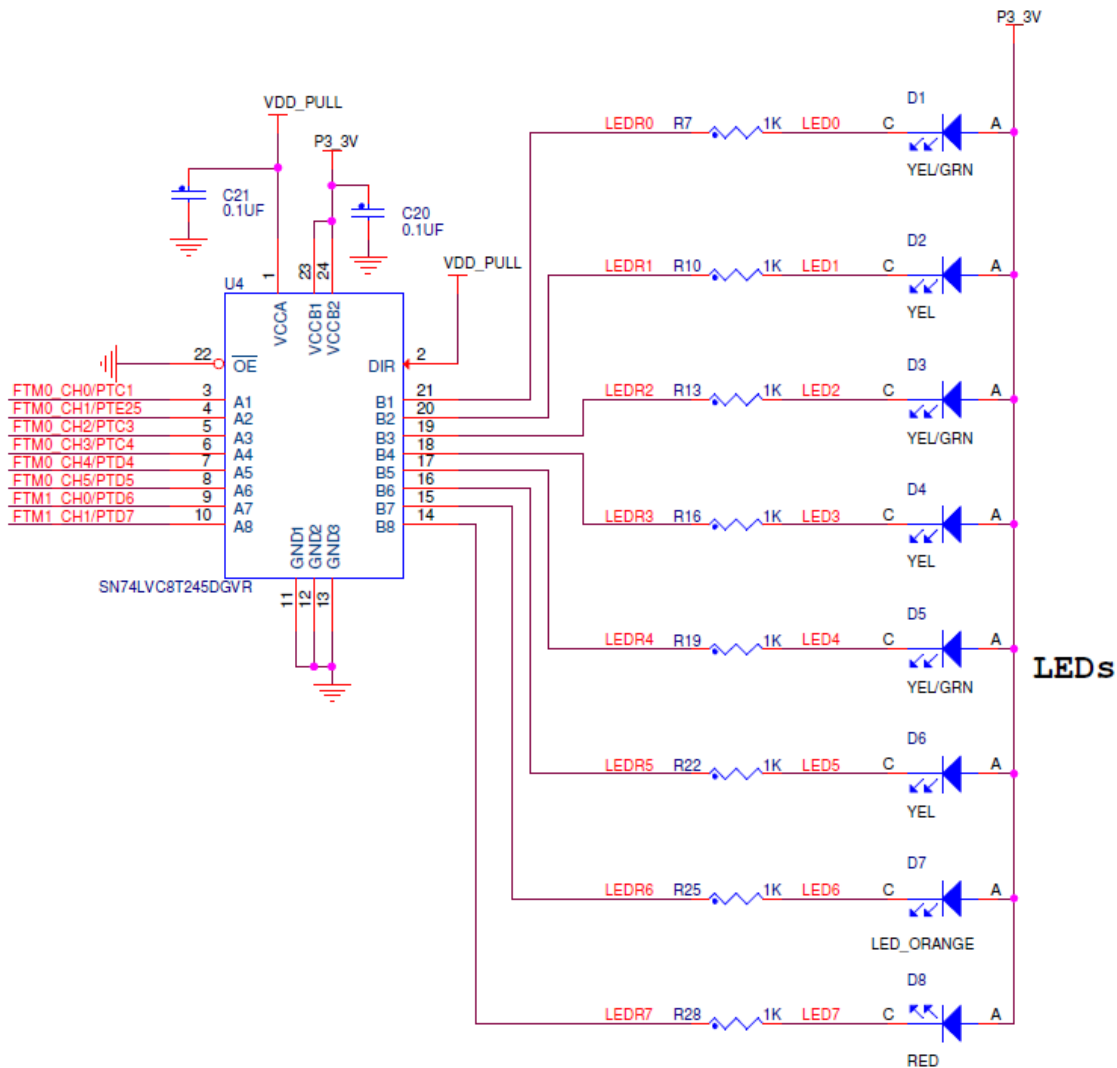 P3_3V
VDD_PULL
P3_3V
C21
0.1UF
C20
0.1UF
VDD_PULL
U4
1
23
24
VCCA
VCCB1
VCCB2
22
OE
DIR
2
FTM0_CH0/PTC1 3 A1 B1 21
FTM0_CH1/PTE25 4 A2 B2 20
FTM0_CH2/PTC3 5 A3 B3 19
FTM0_CH3/PTC4 6 A4 B4 18
FTM0_CH4/PTD4 7 A5 B5 17
FTM0_CH5/PTD5 8 A6 B6 16
FTM1_CH0/PTD6 9 A7 B7 15
FTM1_CH1/PTD7 10 A8 B8 14
GND1
GND2
GND3
SN74LVC8T245DGVR
11
12
13
D1
LEDR0 R7 1K LED0 C A
YEL/GRN
D2
LEDR1 R10 1K LED1 C A
YEL
D3
LEDR2 R13 1K LED2 C A
YEL/GRN
D4
LEDR3 R16 1K LED3 C A
YEL
D5
LEDR4 R19 1K LED4 C A
YEL/GRN
LEDs
D6
LEDR5 R22 1K LED5 C A
YEL
D7
LEDR6 R25 1K LED6 C A
LED_ORANGE
D8
LEDR7 R28 1K LED7 C A
RED